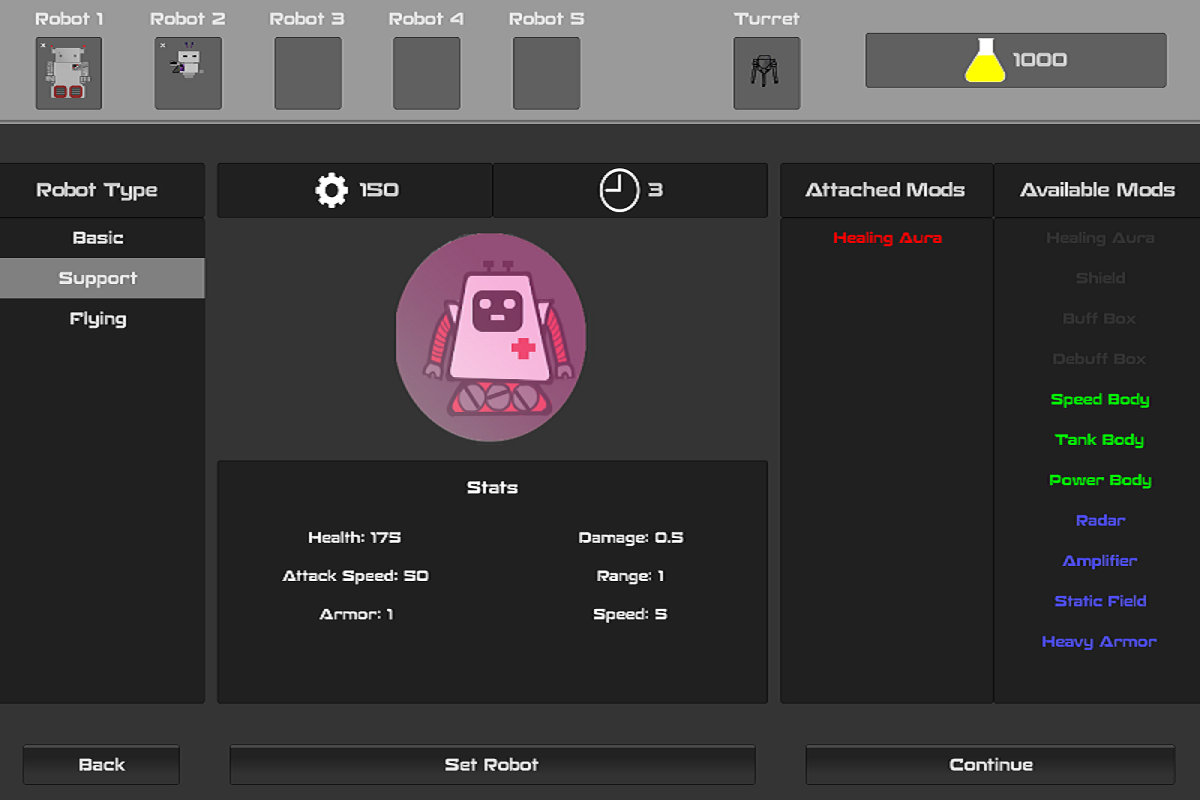 Robot 1 Robot 2 Robot 3 Robot 4 Robot 5 Turret
1000
Robot Type
Basic
Support
Flying
150 3
Stats
Health: 175 Damage: 0.5
Attack Speed: 50 Range: 1
Armor: 1 Speed: 5
Attached Mods
Healing Aura
Available Mods
Healing Aura
Shield
Buff Box
Debuff Box
Speed Body
Tank Body
Power Body
Radar
Amplifier
Static Field
Heavy Armor
Back Set Robot Continue